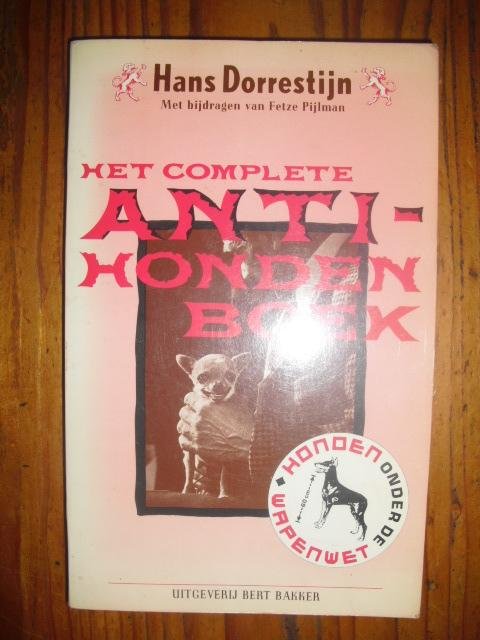 Hans Dorrestijn
Met bijdragen van Fetze Pijlman
HET COMPLETE
ANTI-
HONDEN
BOEK
HONDEN ONDER DE
WAPENWET
60cm
UITGEVERIJ BERT BAKKER